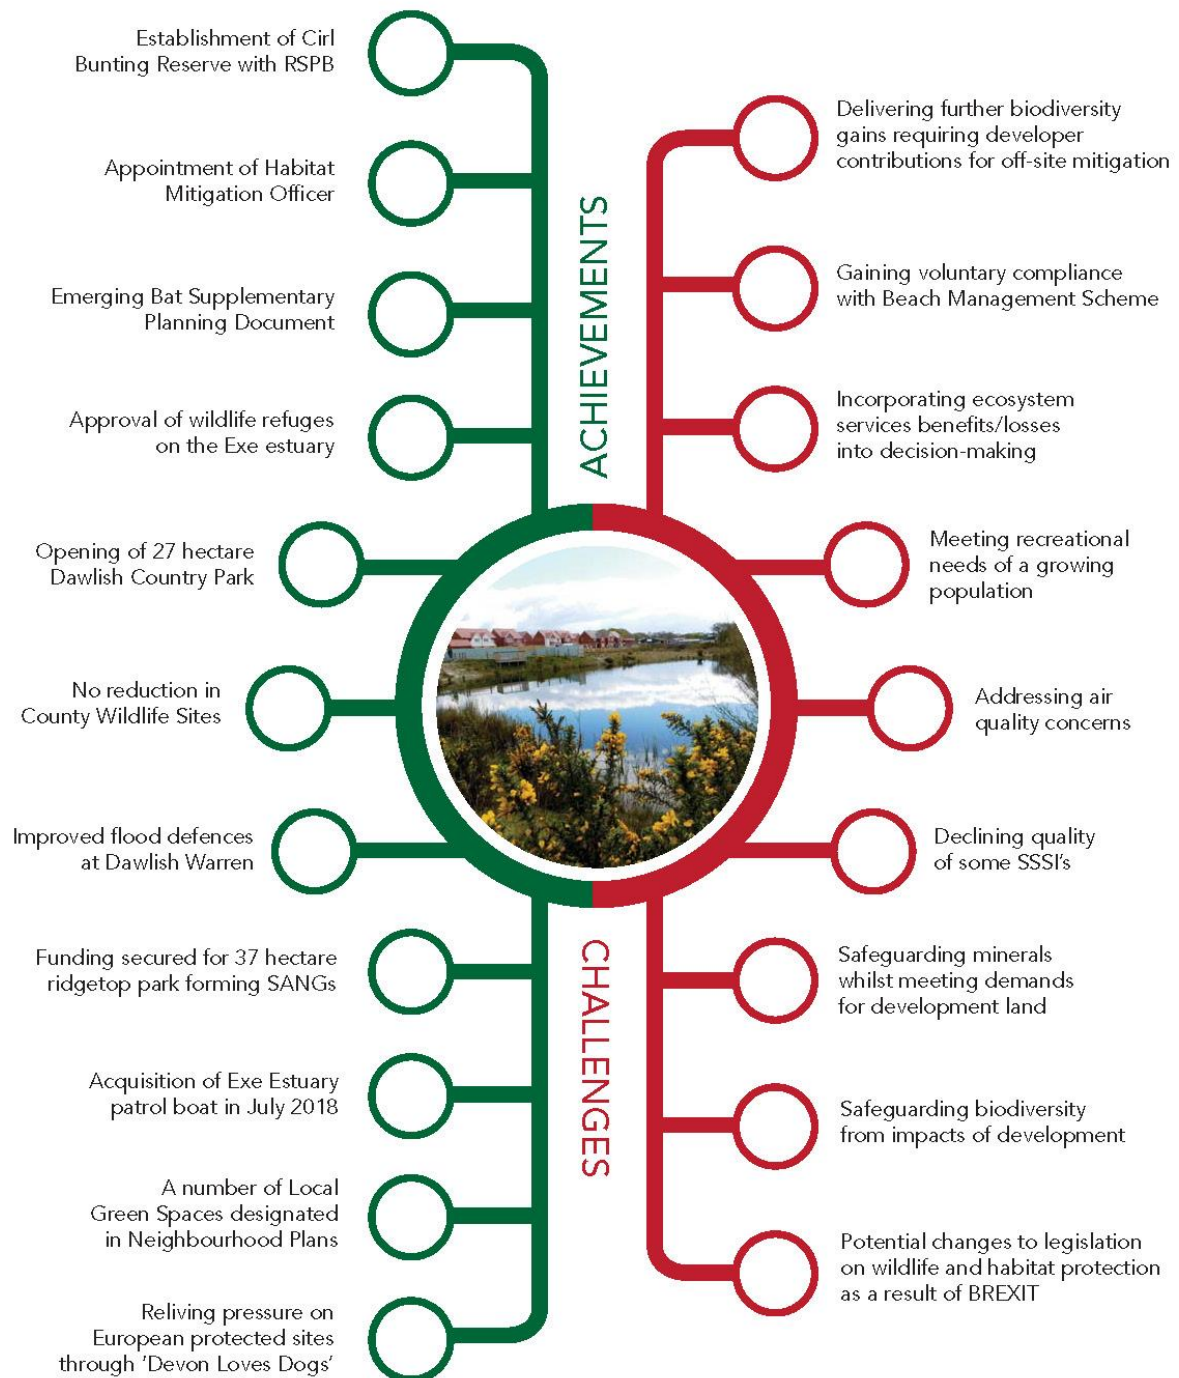 Establishment of Cirl
Bunting Reserve with RSPB
Appointment of Habitat
Mitigation Officer
Emerging Bat Supplementary
Planning Document
Approval of wildlife refuges
on the Exe estuary
Opening of 27 hectare
Dawlish Country Park
No reduction in
County Wildlife Sites
Improved flood defences
at Dawlish Warren
Funding secured for 37 hectare
ridgetop park forming SANGs
Acquisition of Exe Estuary
patrol boat in July 2018
A number of Local
Green Spaces designated
in Neighbourhood Plans
Reliving pressure on
European protected sites
through 'Devon Loves Dogs'
ACHIEVEMENTS
CHALLENGES
Delivering further biodiversity
gains requiring developer
contributions for off-site mitigation
Gaining voluntary compliance
with Beach Management Scheme
Incorporating ecosystem
services benefits/losses
into decision-making
Meeting recreational
needs of a growing
population
Addressing air
quality concerns
Declining quality
of some SSSI's
Safeguarding minerals
whilst meeting demands
for development land
Safeguarding biodiversity
from impacts of development
Potential changes to legislation
on wildlife and habitat protection
as a result of BREXIT